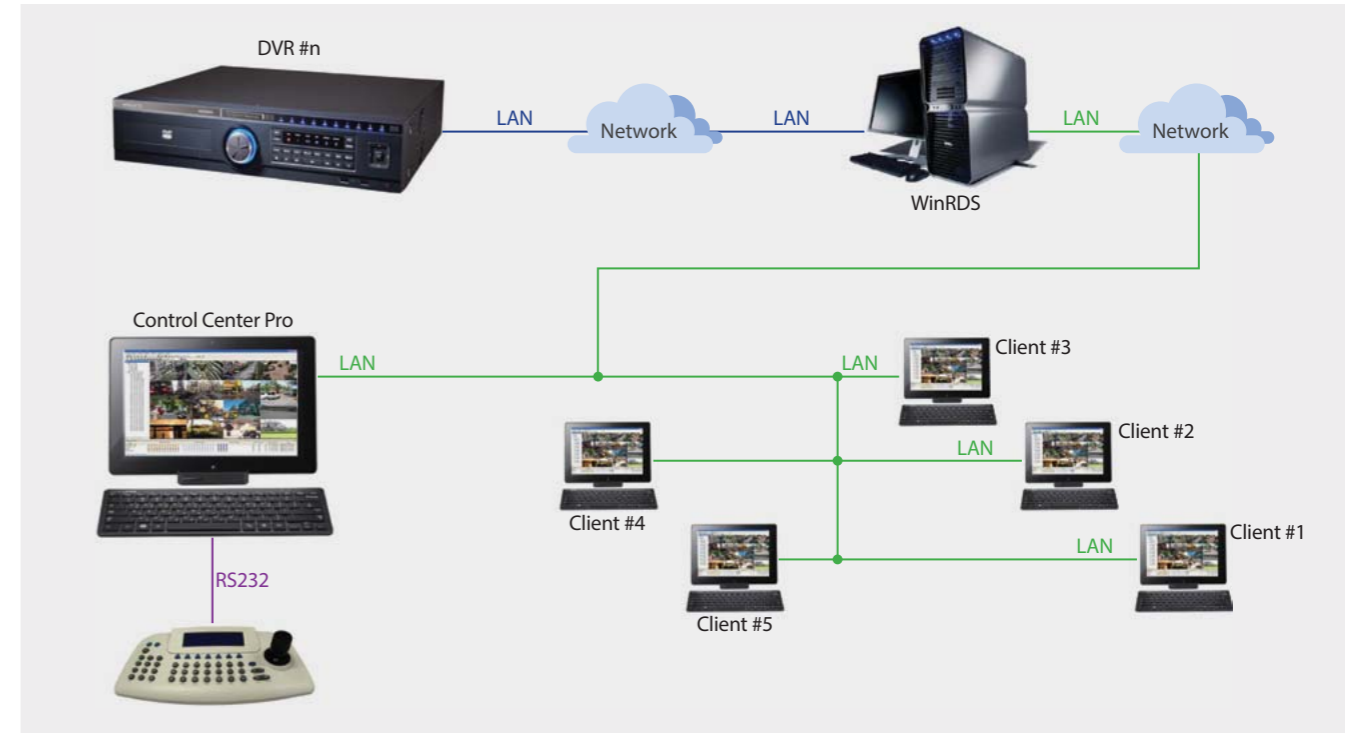 DVR #n
LAN
Network
LAN
WinRDS
LAN
Network
Control Center Pro
LAN
LAN
Client #3
LAN
Client #2
Client #4
LAN
Client #1
Client #5
RS232